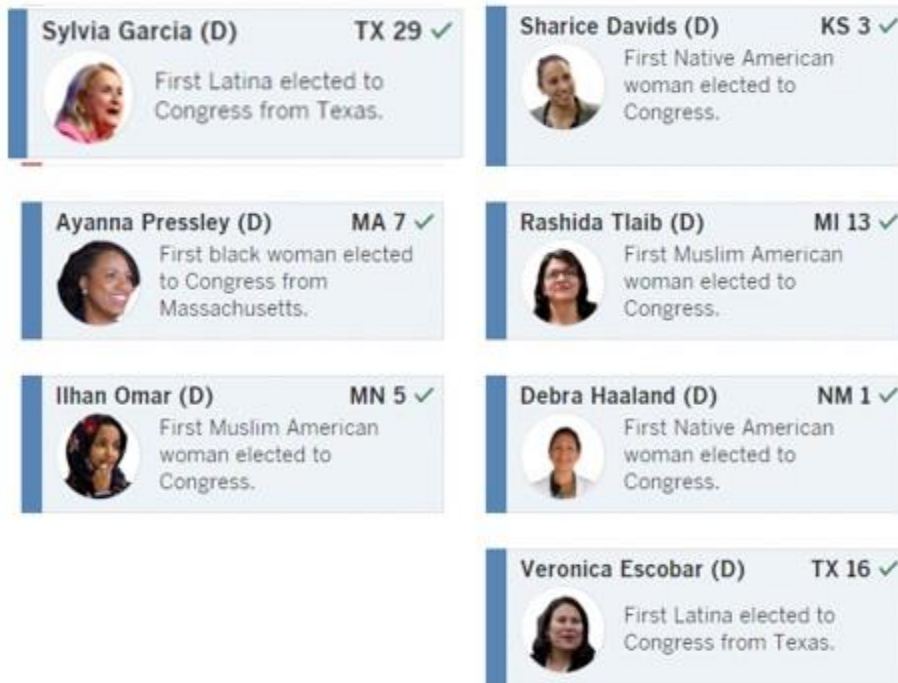 Sylvia Garcia (D) TX 29 ✓
First Latina elected to
Congress from Texas.
Sharice Davids (D) KS 3 ✓
First Native American
woman elected to
Congress.
Ayanna Pressley (D) MA 7 ✓
First black woman elected
to Congress from
Massachusetts.
Rashida Tlaib (D) MI 13 ✓
First Muslim American
woman elected to
Congress.
Ilhan Omar (D) MN 5 ✓
First Muslim American
woman elected to
Congress.
Debra Haaland (D) NM 1 ✓
First Native American
woman elected to
Congress.
Veronica Escobar (D) TX 16 ✓
First Latina elected to
Congress from Texas.